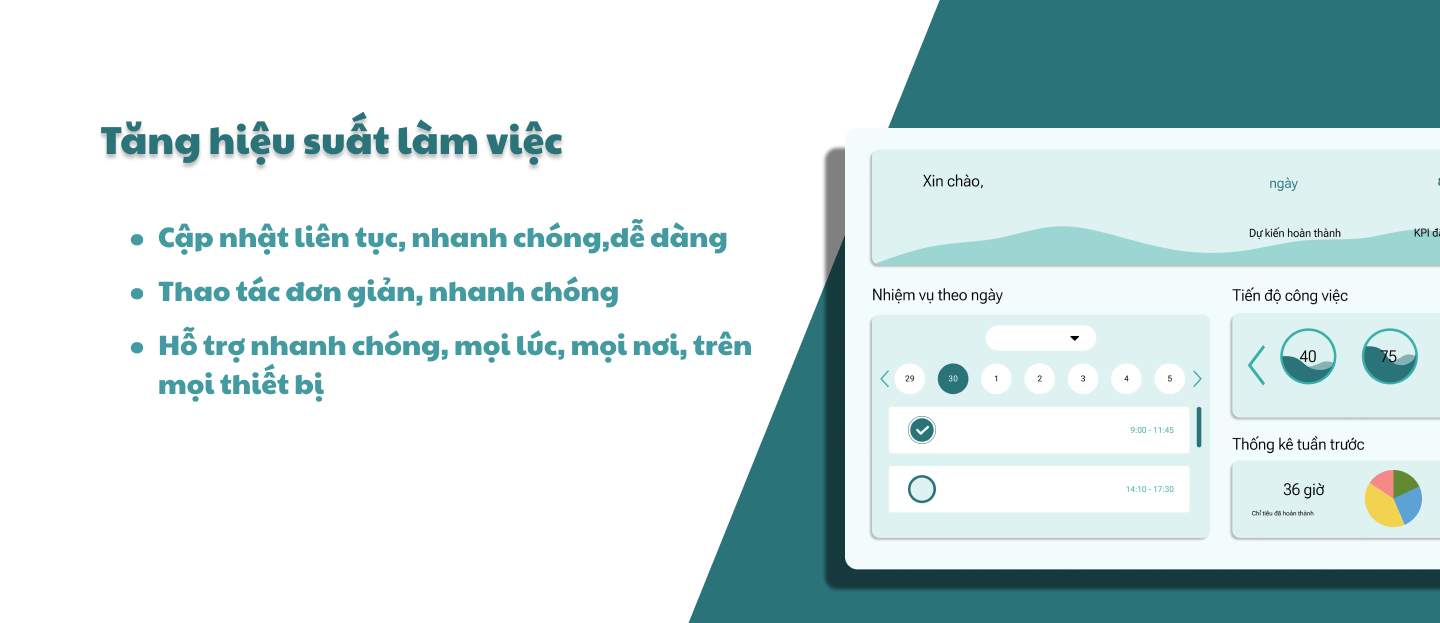 Tăng hiệu suất làm việc
Cập nhật liên tục, nhanh chóng,dễ dàng
Thao tác đơn giản, nhanh chóng
Hỗ trợ nhanh chóng, mọi lúc, mọi nơi, trên
mọi thiết bị
Xin chào,
ngày
Dự kiến hoàn thành
KPI
Nhiệm vụ theo ngày
29 30 1 2 3 4 5
9:00 - 11:45
14:10 - 17:30
Tiến độ công việc
40 75
Thống kê tuần trước
36 giờ
Chỉ tiêu đã hoàn thành